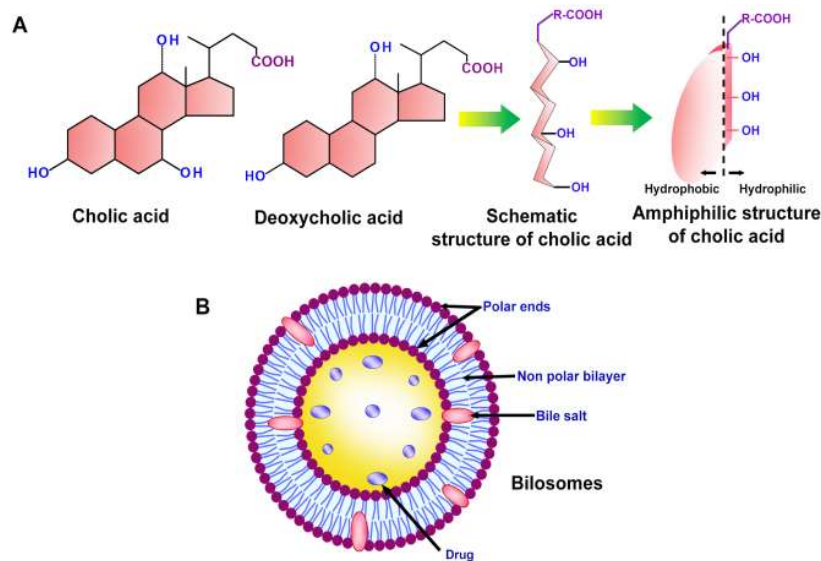 A
OH
COOH
HO
OH
Cholic acid
OH
COOH
HO
Deoxycholic acid
R-COOH
OH
OH
OH
Schematic
structure of cholic acid
R-COOH
OH
OH
OH
Hydrophobic
Hydrophilic
Amphiphilic structure
of cholic acid
B
Polar ends
Non polar bilayer
Bile salt
Bilosomes
Drug